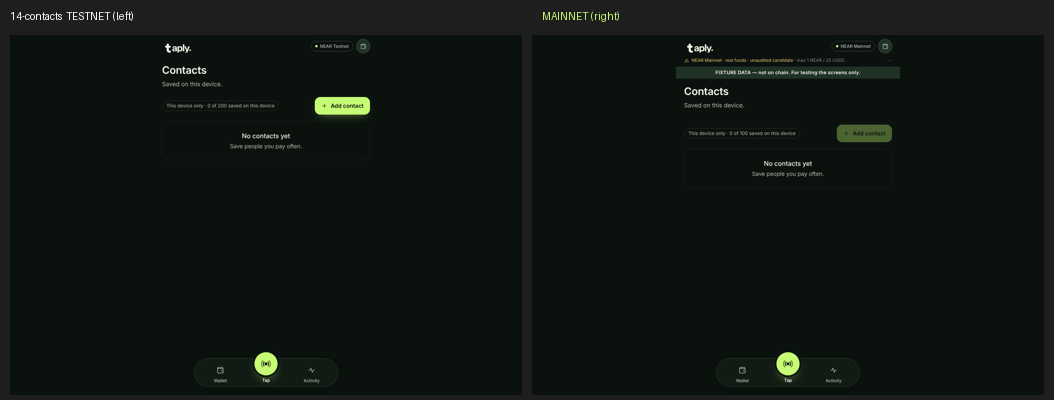 14-contacts TESTNET (left)
taply.
NEAR Testnet
Contacts
Saved on this device.
This device only · 0 of 200 saved on this device
+ Add contact
No contacts yet
Save people you pay often.
Wallet
Tap
Activity
MAINNET (right)
taply.
NEAR Mainnet
NEAR Mainnet · real funds · unaudited candidate · max 1 NEAR / 25 USDC
FIXTURE DATA — not on chain. For testing the screens only.
Contacts
Saved on this device.
This device only · 0 of 100 saved on this device
+ Add contact
No contacts yet
Save people you pay often.
Wallet
Tap
Activity